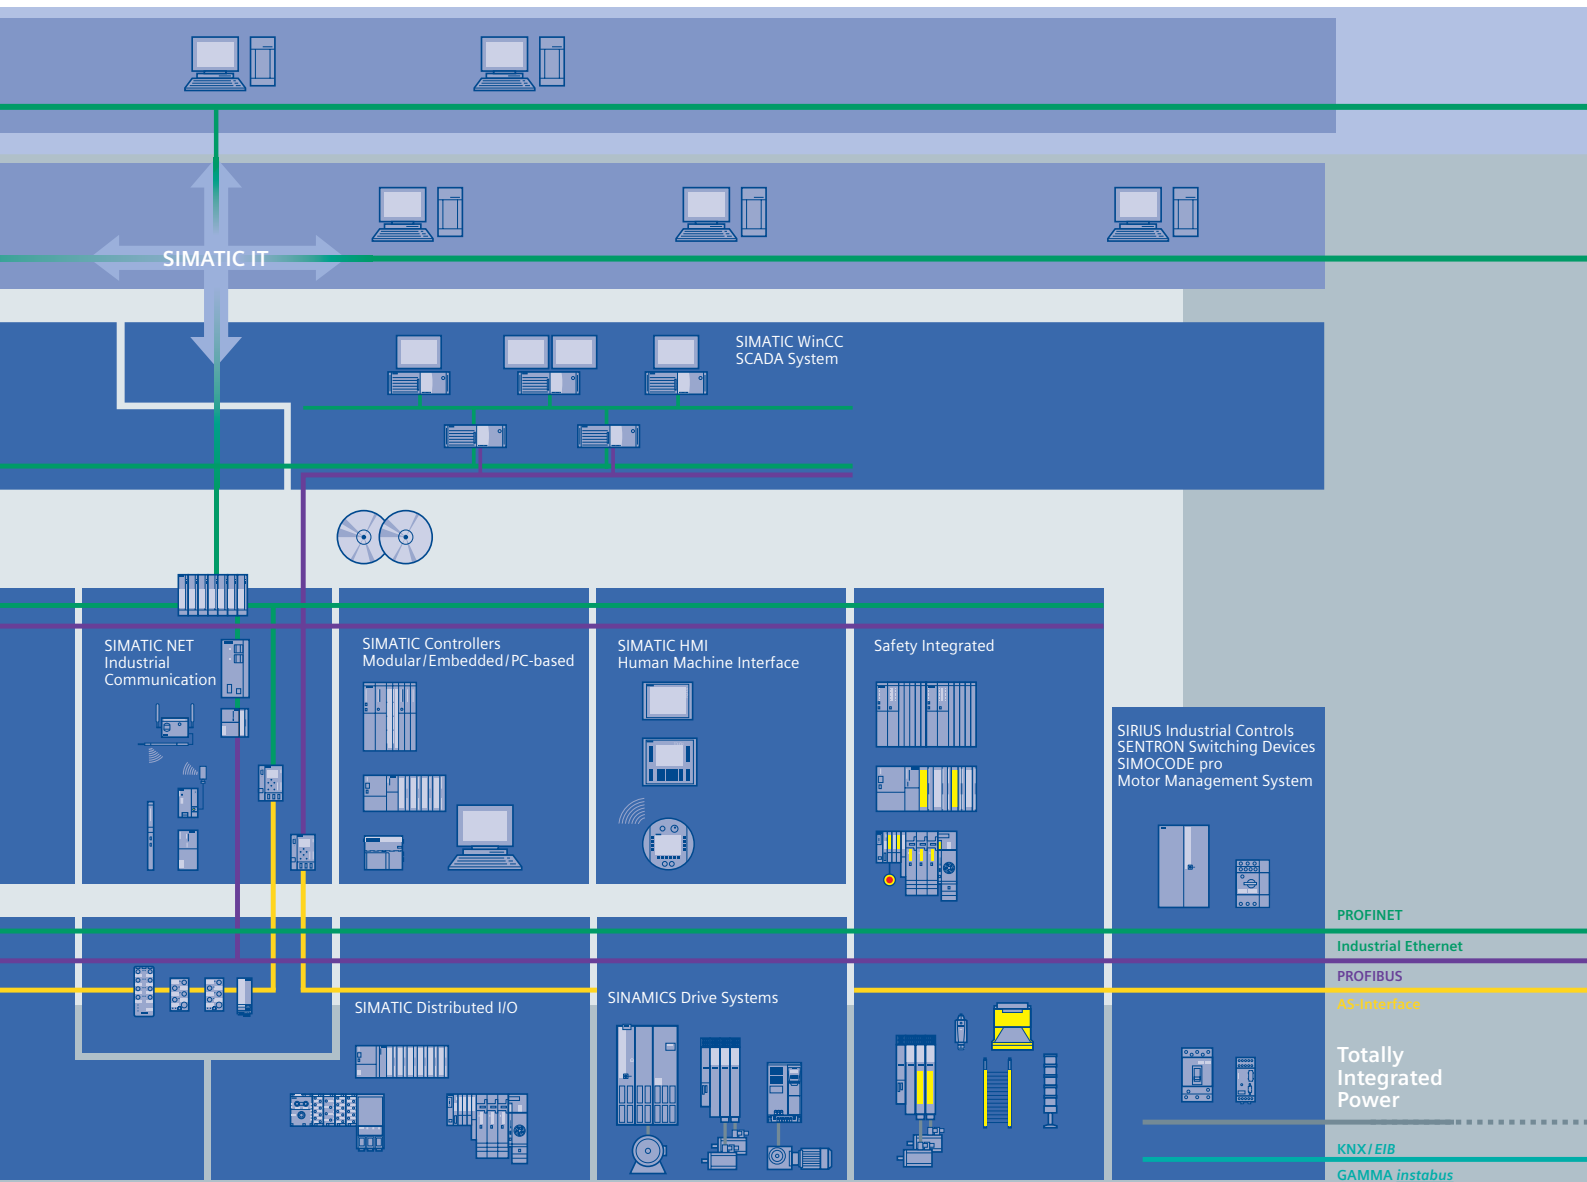 SIMATIC IT
SIMATIC WinCC
SCADA System
SIMATIC NET
Industrial
Communication
SIMATIC Controllers
Modular/Embedded/PC-based
SIMATIC HMI
Human Machine Interface
Safety Integrated
SIRIUS Industrial Controls
SENTRON Switching Devices
SIMOCODE pro
Motor Management System
PROFINET
Industrial Ethernet
PROFIBUS
AS-Interface
SIMATIC Distributed I/O
SINAMICS Drive Systems
Totally
Integrated
Power
KNX/EIB
GAMMA instabus